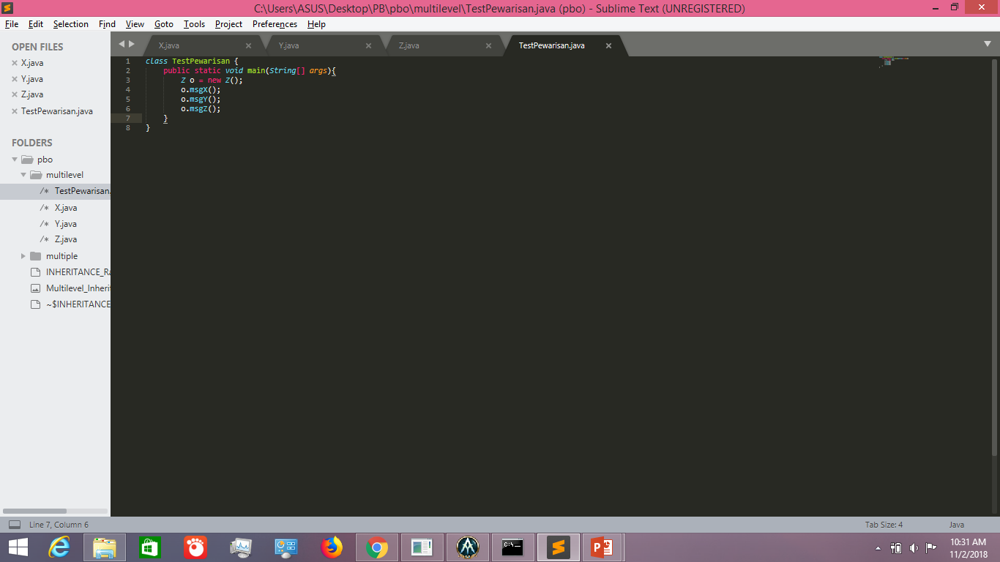 C:\Users\ASUS\Desktop\PB\pbo\multilevel\TestPewarisan.java (pbo) - Sublime Text (UNREGISTERED)
File Edit Selection Find View Goto Tools Project Preferences Help
OPEN FILES
X.java
Y.java
Z.java
TestPewarisan.java
FOLDERS
pbo
multilevel
/* TestPewarisan.
/* X.java
/* Y.java
/* Z.java
multiple
INHERITANCE_Ra
Multilevel_Inherit
~$INHERITANCE
X.java Y.java Z.java TestPewarisan.java
1 class TestPewarisan {
2 public static void main(String[] args){
3 Z o = new Z();
4 o.msgX();
5 o.msgY();
6 o.msgZ();
7 }
8 }
Line 7, Column 6 Tab Size: 4 Java
10:31 AM
11/2/2018